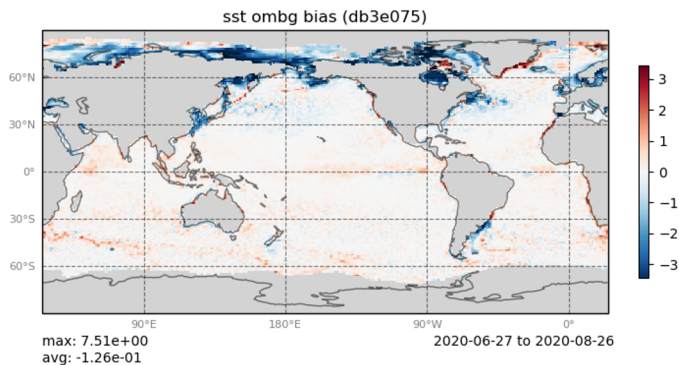 sst ombg bias (db3e075)
60°N
30°N
0°
30°S
60°S
90°E
180°E
90°W
0°
3
2
1
0
−1
−2
−3
max: 7.51e+00
avg: -1.26e-01
2020-06-27 to 2020-08-26